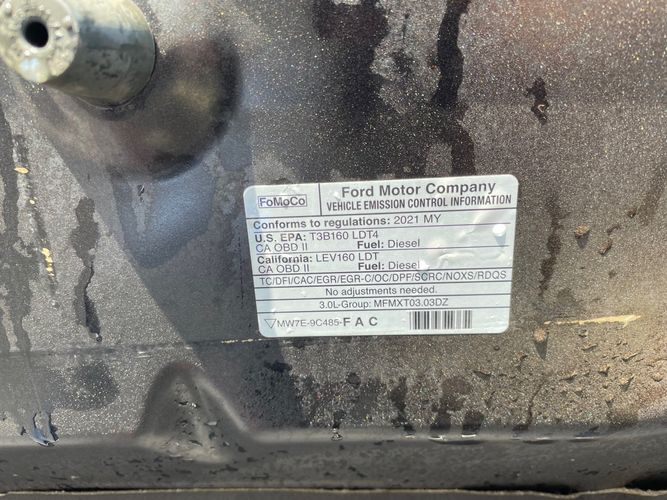 FoMoCo
Ford Motor Company
VEHICLE EMISSION CONTROL INFORMATION
Conforms to regulations: 2021 MY
U.S. EPA: T3B160 LDT4
CA OBD II Fuel: Diesel
California: LEV160 LDT
CA OBD II Fuel: Diesel
TC/DFI/CAC/EGR/EGR-C/OC/DPF/SCRC/NOXS/RDQS
No adjustments needed.
3.0L-Group: MFMXT03.03DZ
MW7E-9C485-F A C